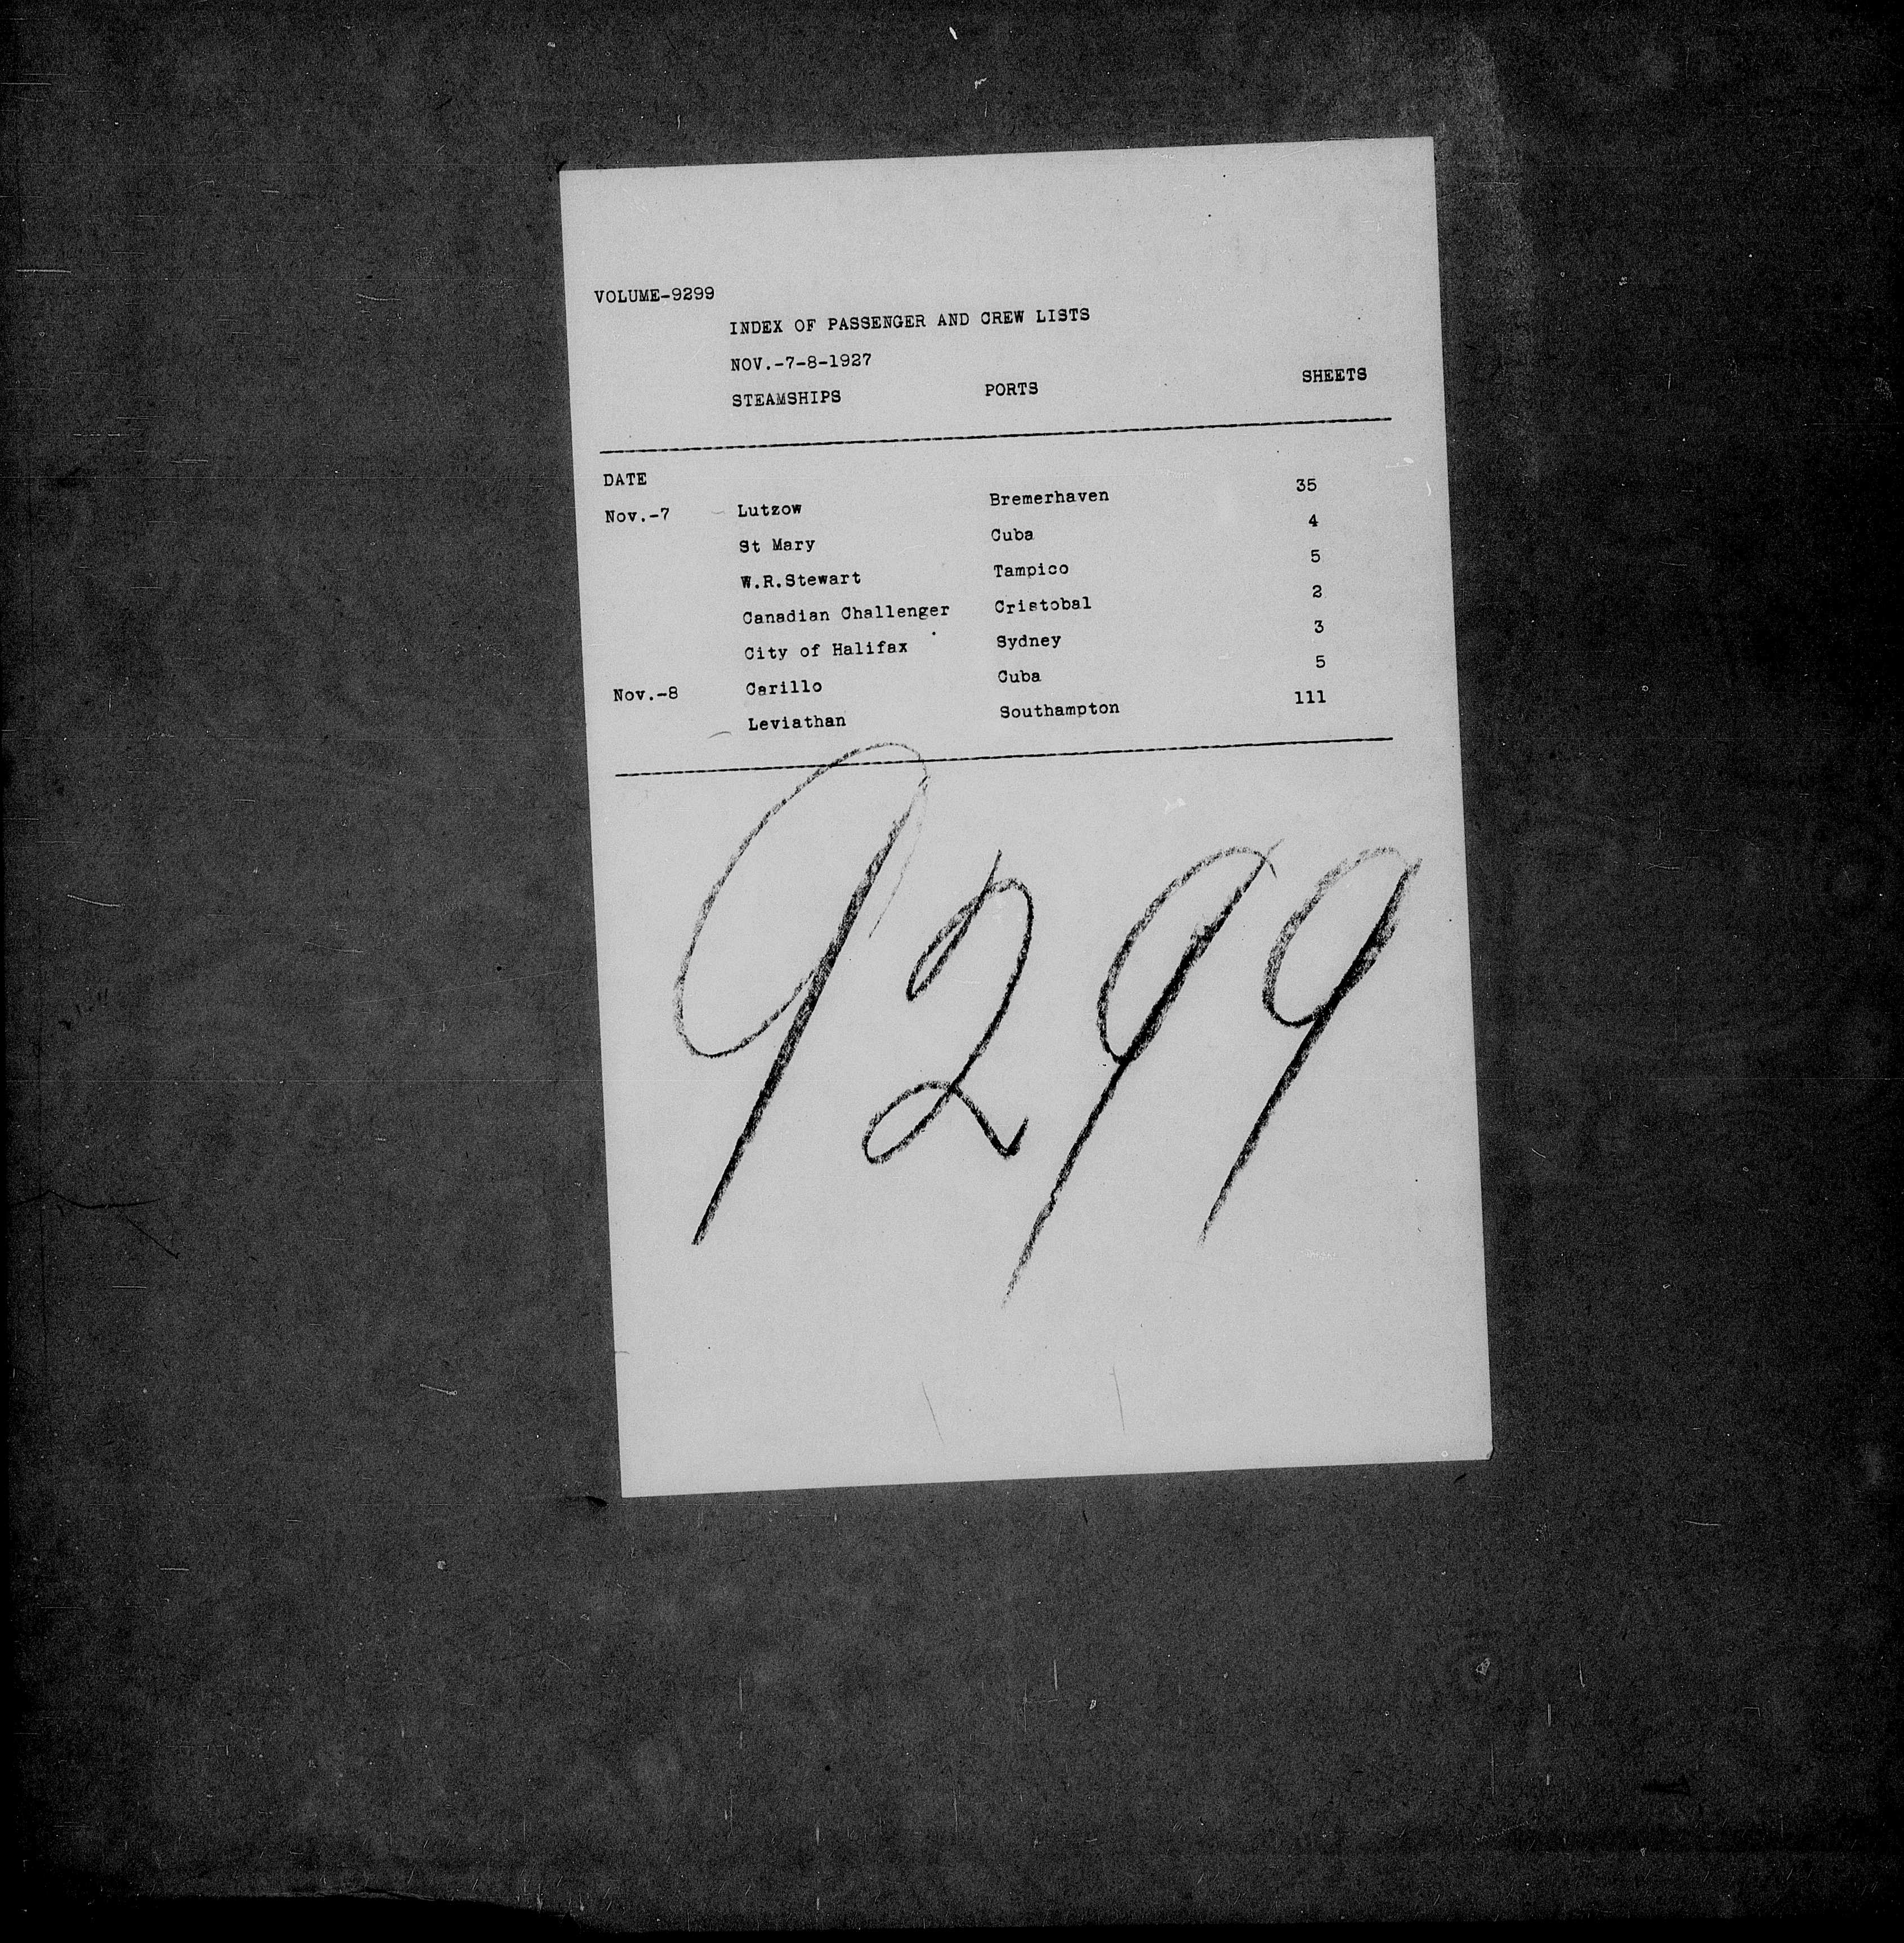 VOLUME-9299
INDEX OF PASSENGER AND CREW LISTS
NOV.-7-8-1927
STEAMSHIPS PORTS SHEETS
DATE
Nov.-7 Lutzow Bremerhaven 35
St Mary Cuba 4
W.R.Stewart Tampico 5
Canadian Challenger Cristobal 2
City of Halifax Sydney 3
Nov.-8 Carillo Cuba 5
Leviathan Southampton 111
9299